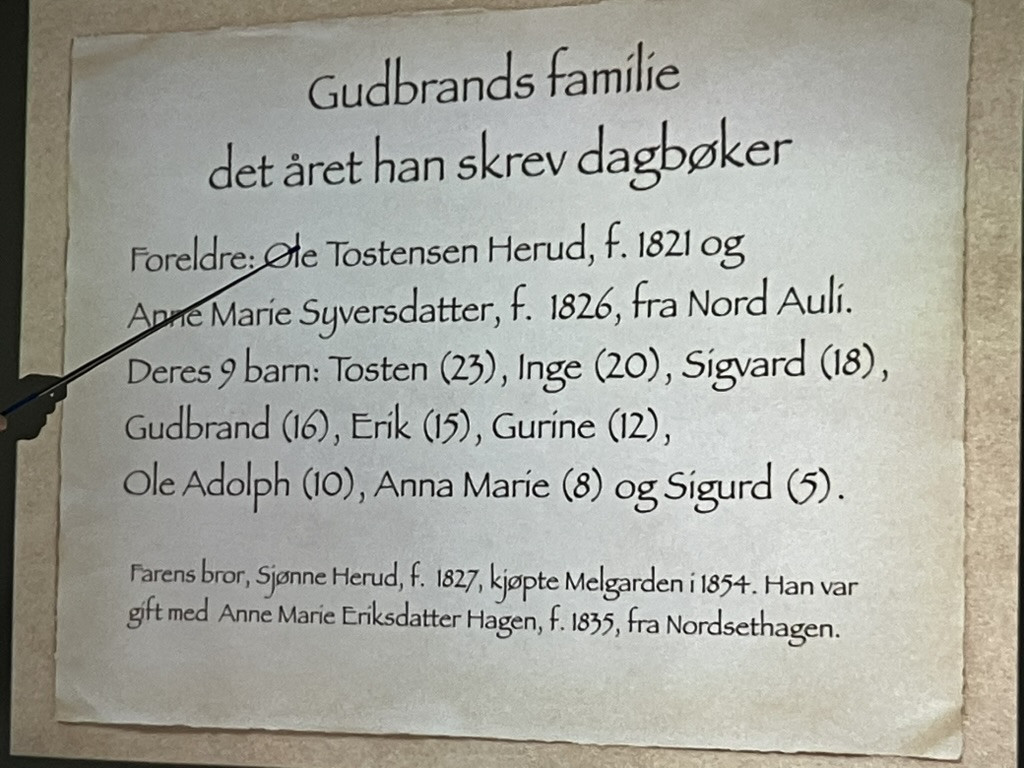 Gudbrands familie
det året han skrev dagbøker
Foreldre: Ole Tostensen Herud, f. 1821 og
Anne Marie Syversdatter, f. 1826, fra Nord Auli.
Deres 9 barn: Tosten (23), Inge (20), Sigvard (18),
Gudbrand (16), Erik (15), Gurine (12),
Ole Adolph (10), Anna Marie (8) og Sigurd (5).
Farens bror, Sjønne Herud, f. 1827, kjøpte Melgarden i 1854. Han var
gift med Anne Marie Eriksdatter Hagen, f. 1835, fra Nordsethagen.